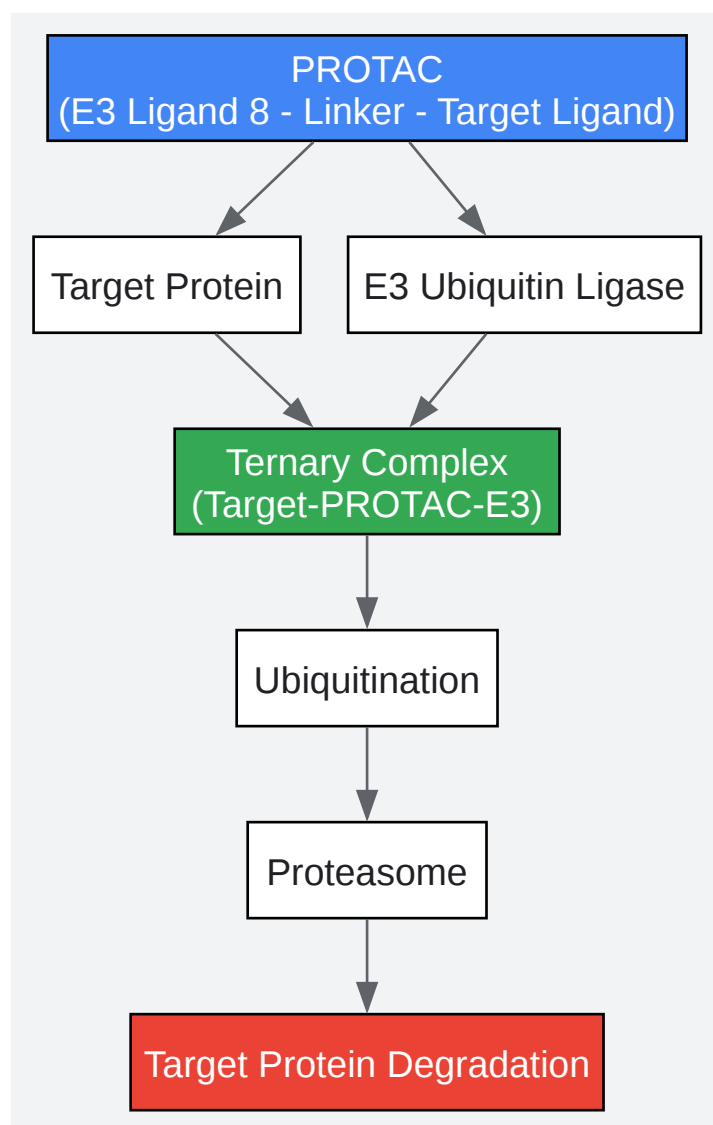 PROTAC
(E3 Ligand 8 - Linker - Target Ligand)
Target Protein
E3 Ubiquitin Ligase
Ternary Complex
(Target-PROTAC-E3)
Ubiquitination
Proteasome
Target Protein Degradation